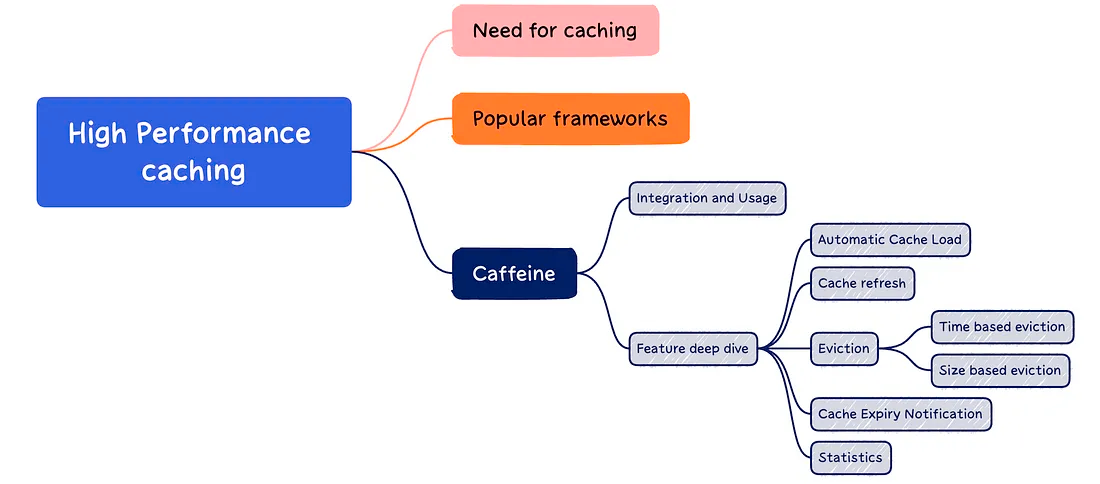 Need for caching
High Performance
caching
Popular frameworks
Caffeine
Integration and Usage
Feature deep dive
Automatic Cache Load
Cache refresh
Eviction
Time based eviction
Size based eviction
Cache Expiry Notification
Statistics